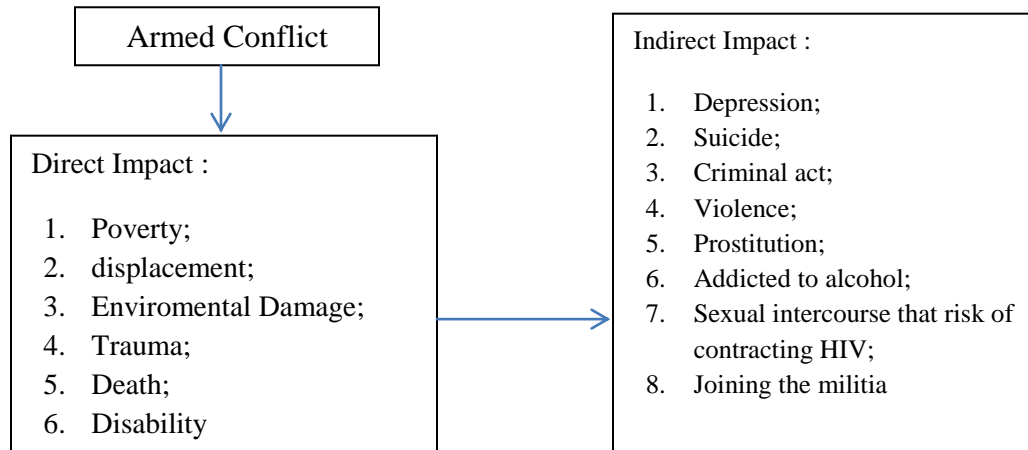 Armed Conflict
Direct Impact :
1. Poverty;
2. displacement;
3. Enviromental Damage;
4. Trauma;
5. Death;
6. Disability
Indirect Impact :
1. Depression;
2. Suicide;
3. Criminal act;
4. Violence;
5. Prostitution;
6. Addicted to alcohol;
7. Sexual intercourse that risk of
contracting HIV;
8. Joining the militia